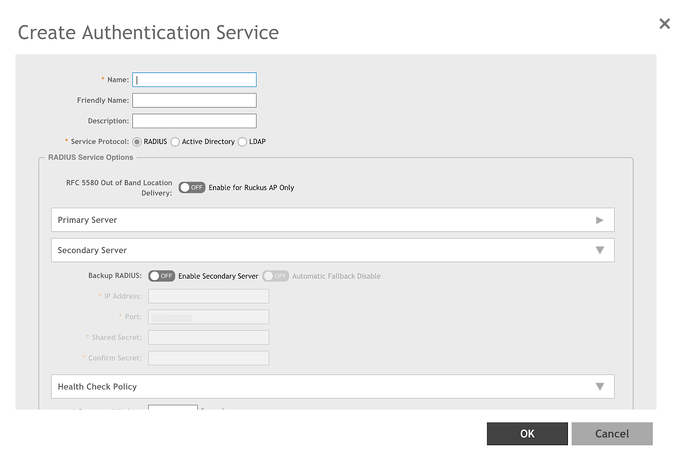 Create Authentication Service
* Name:
Friendly Name:
Description:
* Service Protocol: RADIUS Active Directory LDAP
RADIUS Service Options
RFC 5580 Out of Band Location
Delivery: OFF Enable for Ruckus AP Only
Primary Server
Secondary Server
Backup RADIUS: OFF Enable Secondary Server OFF Automatic Fallback Disable
* IP Address:
* Port:
* Shared Secret:
* Confirm Secret:
Health Check Policy
OK Cancel